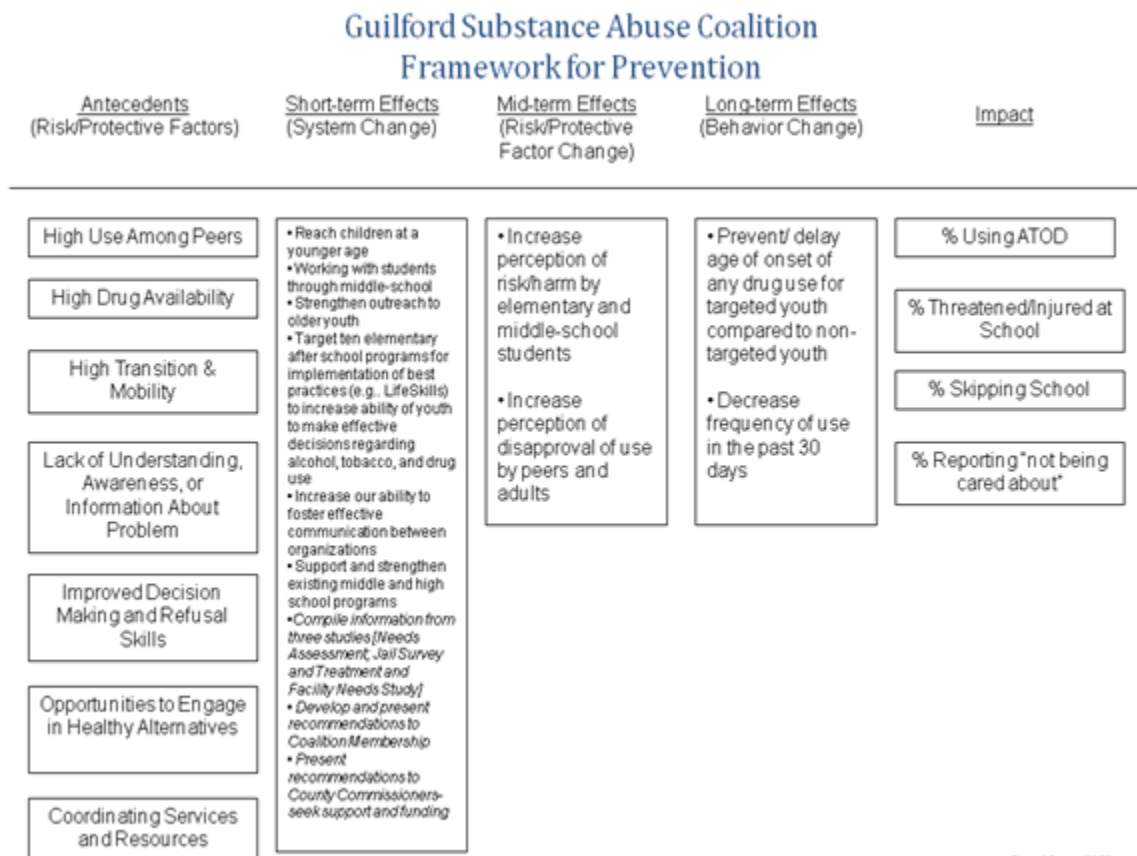 Guilford Substance Abuse Coalition
Framework for Prevention
Antecedents
(Risk/Protective Factors)
Short-term Effects
(System Change)
Mid-term Effects
(Risk/Protective
Factor Change)
Long-term Effects
(Behavior Change)
Impact
High Use Among Peers
High Drug Availability
High Transition &
Mobility
Lack of Understanding,
Awareness, or
Information About
Problem
Improved Decision
Making and Refusal
Skills
Opportunities to Engage
in Healthy Alternatives
Coordinating Services
and Resources
• Reach children at a
younger age
• Working with students
through middle-school
• Strengthen outreach to
older youth
• Target ten elementary
after school programs for
implementation of best
practices (e.g.. LifeSkills)
to increase ability of youth
to make effective
decisions regarding
alcohol, tobacco, and drug
use
• Increase our ability to
foster effective
communication between
organizations
• Support and strengthen
existing middle and high
school programs
• Compile information from
three studies [Needs
Assessment; Jail Survey
and Treatment and
Facility Needs Study]
• Develop and present
recommendations to
Coalition Membership
• Present
recommendations to
County Commissioners-
seek support and funding
• Increase
perception of
risk/harm by
elementary and
middle-school
students
• Increase
perception of
disapproval of use
by peers and
adults
• Prevent/ delay
age of onset of
any drug use for
targeted youth
compared to non-
targeted youth
• Decrease
frequency of use
in the past 30
days
% Using ATOD
% Threatened/Injured at
School
% Skipping School
% Reporting "not being
cared about"